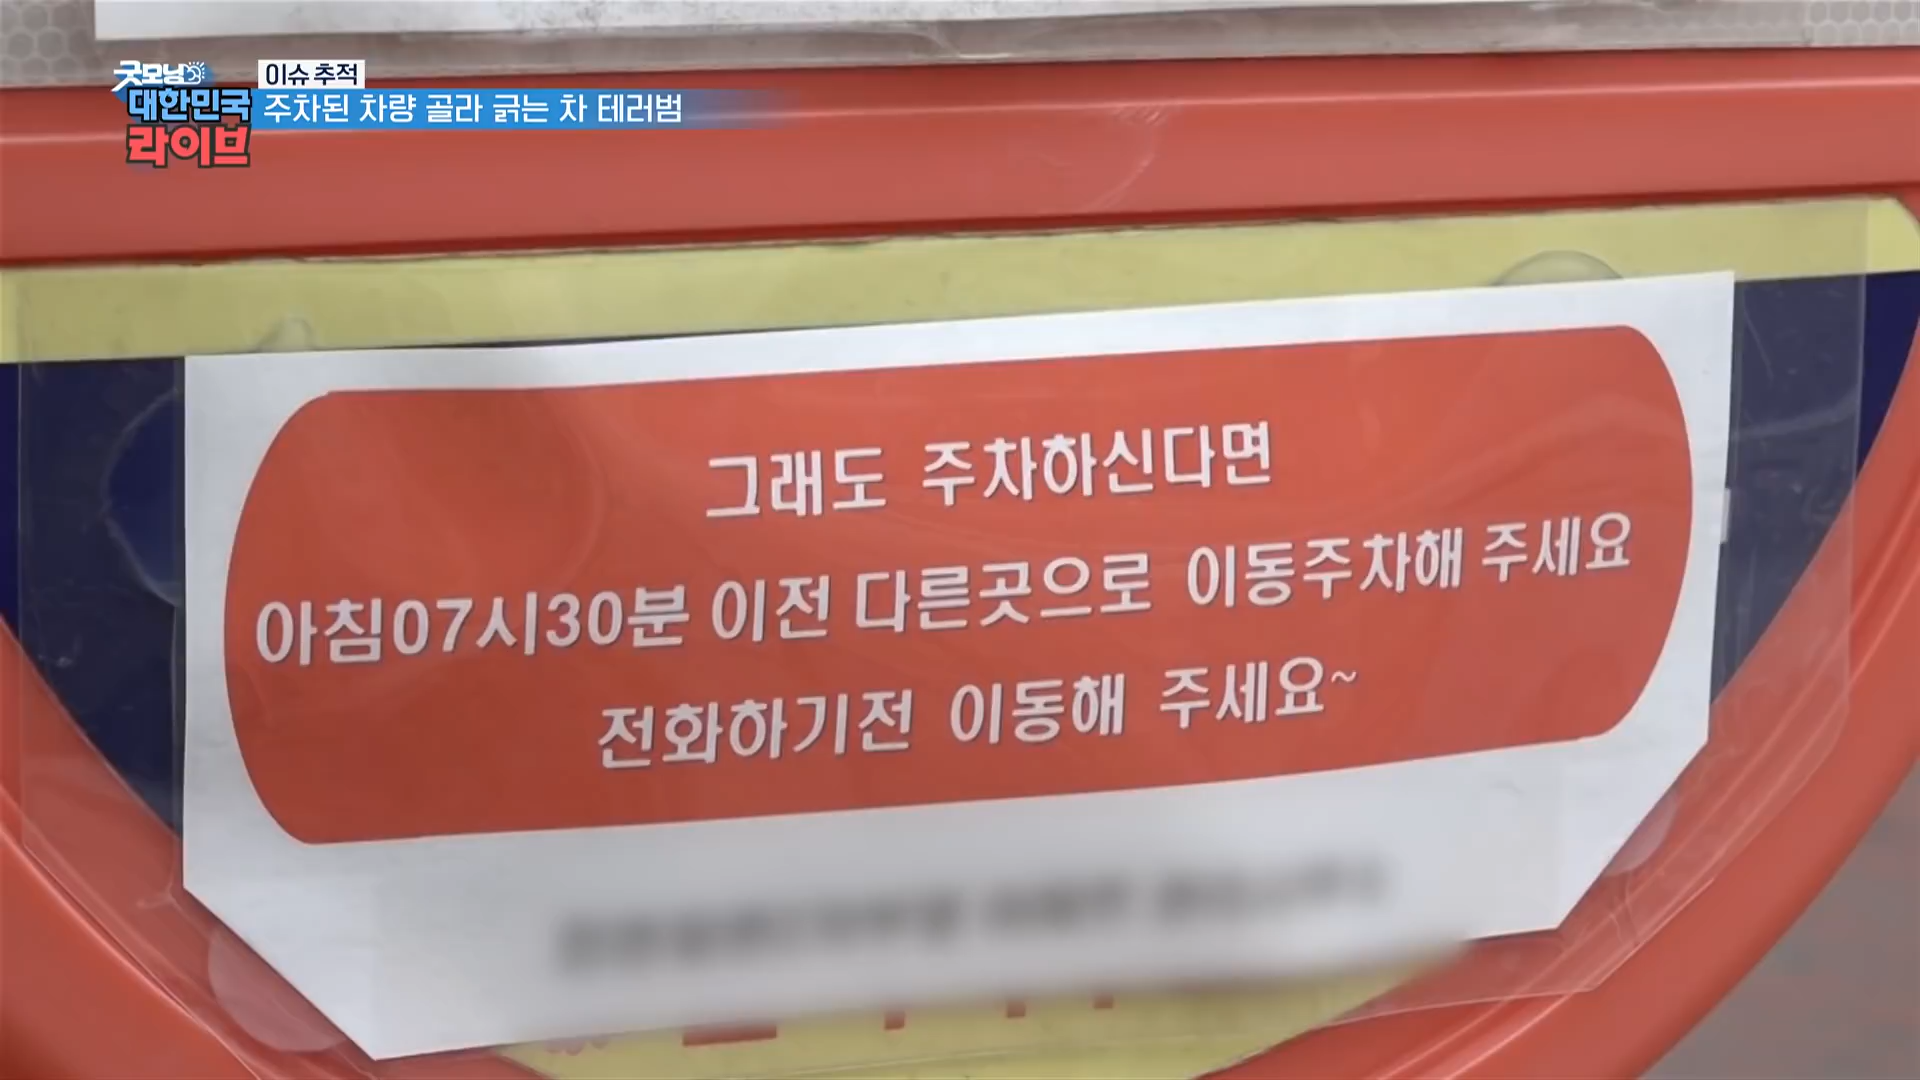 굿모닝
대한민국
라이브
이슈 추적
주차된 차량 골라 긁는 차 테러범
그래도 주차하신다면
아침07시30분 이전 다른곳으로 이동주차해 주세요
전화하기전 이동해 주세요~